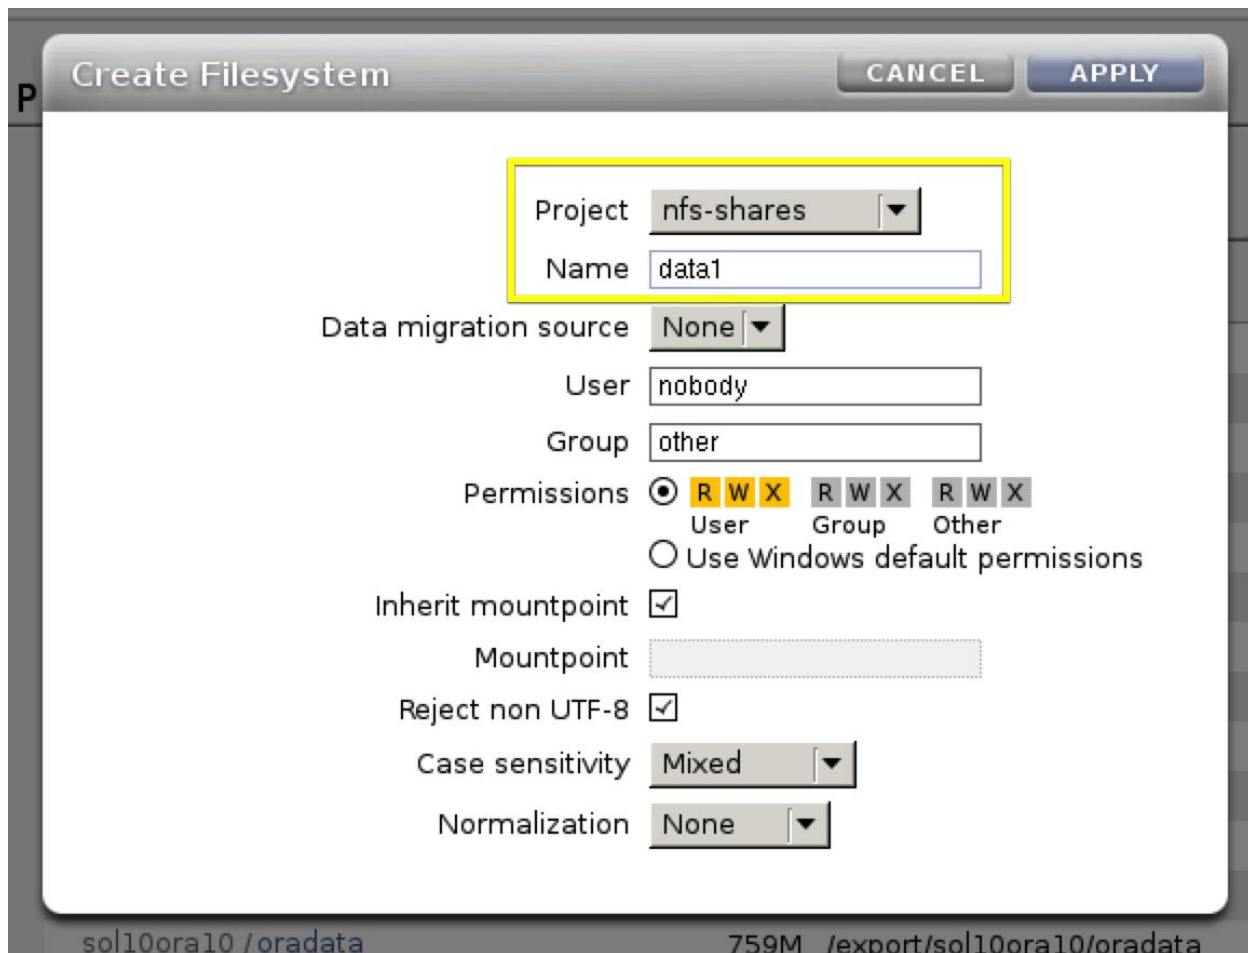 Create Filesystem CANCEL APPLY
P
Project nfs-shares
Name data1
Data migration source None
User nobody
Group other
Permissions R W X R W X R W X
User Group Other
Use Windows default permissions
Inherit mountpoint
Mountpoint
Reject non UTF-8
Case sensitivity Mixed
Normalization None
sol10ora10 / oradata 759M /export/sol10ora10/oradata